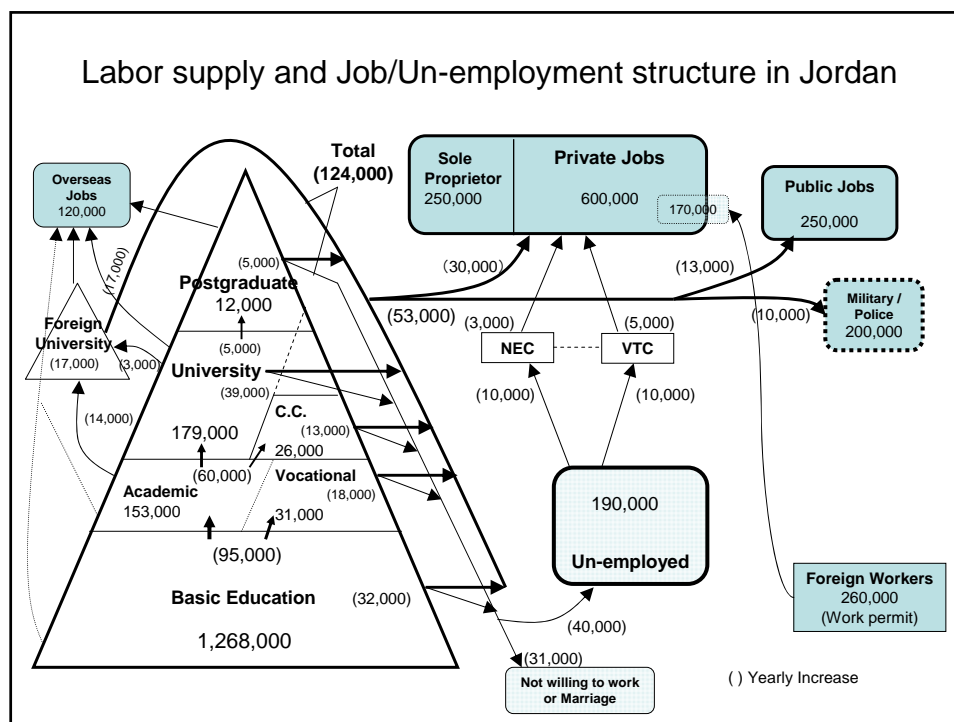 Labor supply and Job/Un-employment structure in Jordan
Total
(124,000)
Sole
Proprietor
250,000
Private Jobs
600,000
170,000
Public Jobs
250,000
Overseas
Jobs
120,000
(17,000)
(5,000)
Postgraduate
12,000
(30,000)
(13,000)
(53,000)
(10,000)
Military /
Police
200,000
Foreign
University
(17,000)
(3,000)
(5,000)
(3,000)
(5,000)
NEC
VTC
University
(39,000)
(10,000)
(10,000)
C.C.
(14,000)
179,000
(13,000)
26,000
(60,000)
Academic
153,000
Vocational
(18,000)
31,000
190,000
Un-employed
(95,000)
Basic Education
(32,000)
1,268,000
(40,000)
Foreign Workers
260,000
(Work permit)
(31,000)
Not willing to work
or Marriage
( ) Yearly Increase